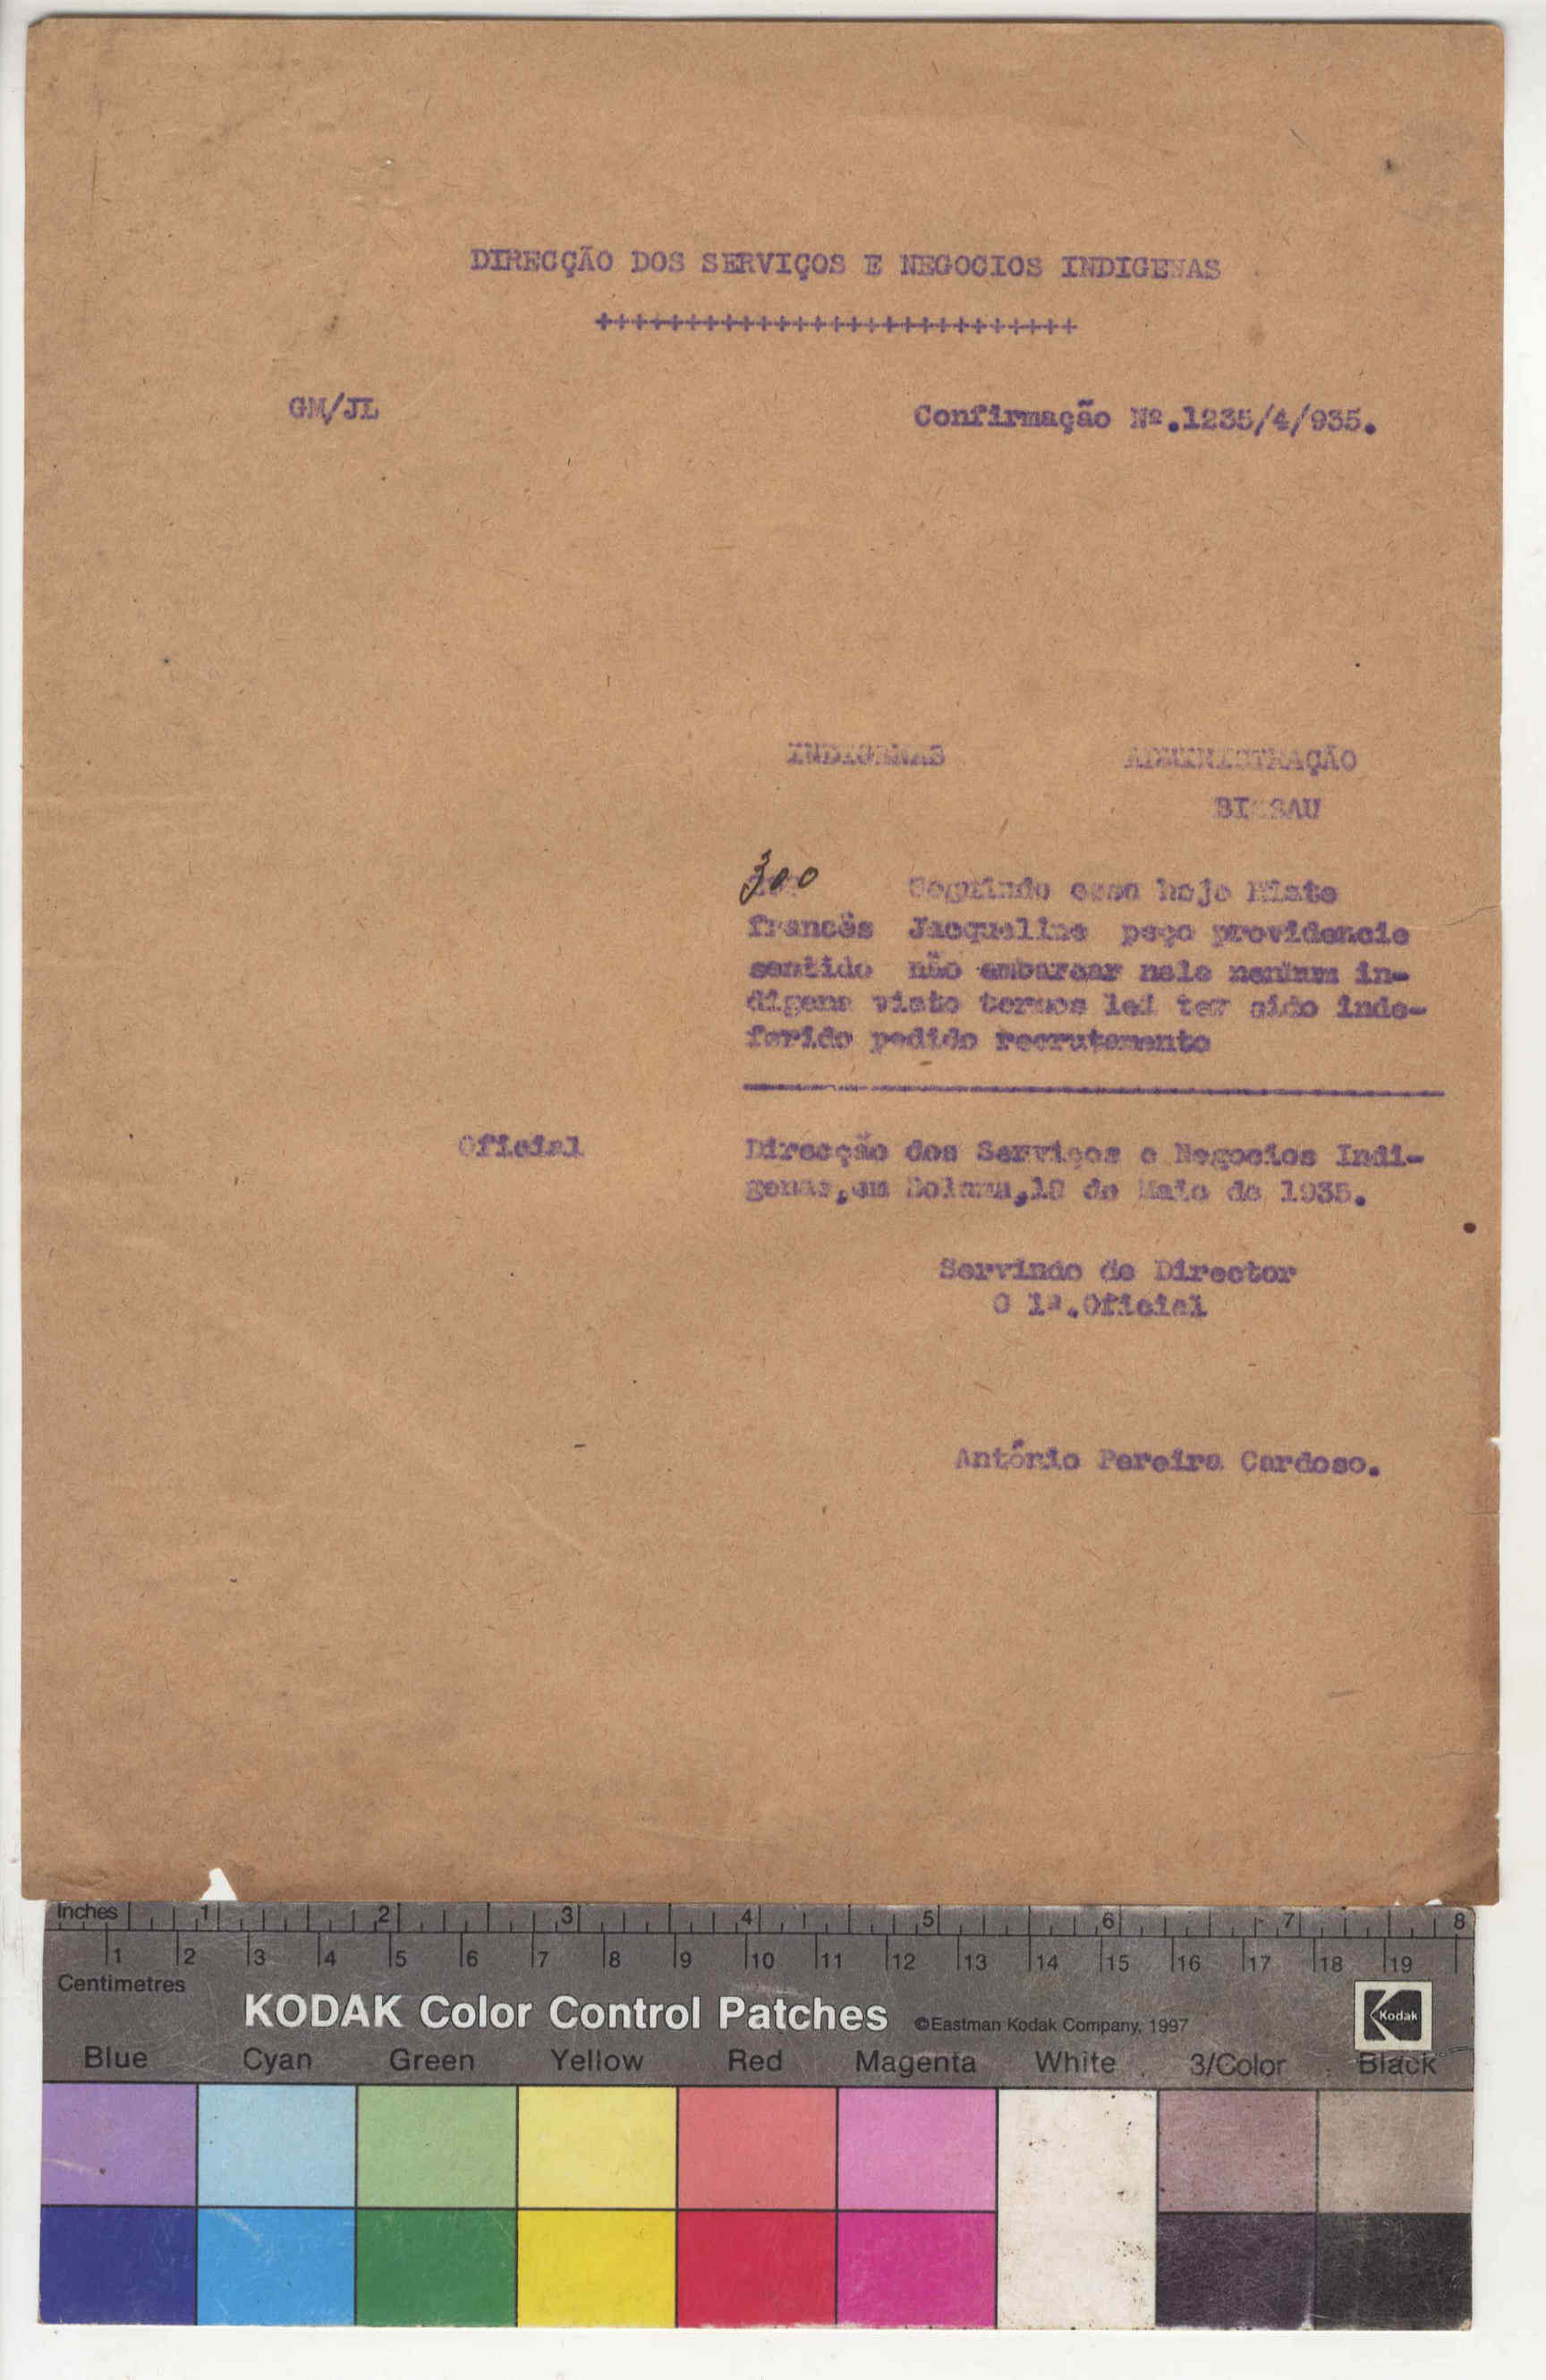 DIRECÇÃO DOS SERVIÇOS E NEGOCIOS INDIGENAS
+++++++++++++++++++++++++++
GM/JL Confirmação Nº.1235/4/935.
INDIGENAS ADMINISTRAÇÃO
BISSAU
300 Seguindo essa hoje Hiate
francês Jacqueline peço providencie
sentido não embarcar nele nenhum in-
digena visto termos lei ter sido inde-
ferido pedido recrutamento
Oficial Direcção dos Serviços e Negocios Indi-
genas,em Bolama,18 de Maio de 1935.
Servindo de Director
O 1º.Oficial
António Pereira Cardoso.
Inches 1 2 3 4 5 6 7 8
1 2 3 4 5 6 7 8 9 10 11 12 13 14 15 16 17 18 19
Centimetres
KODAK Color Control Patches ©Eastman Kodak Company, 1997 Kodak
Blue Cyan Green Yellow Red Magenta White 3/Color Black